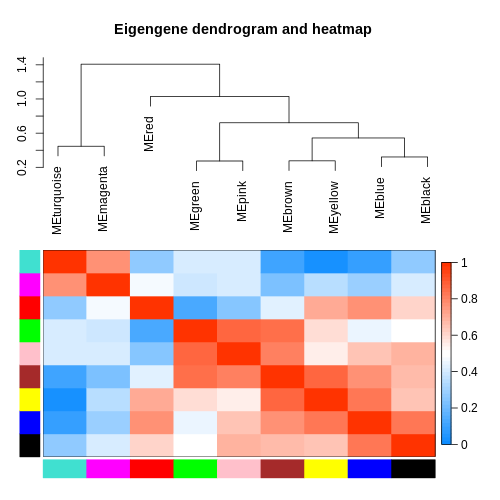 Eigengene dendrogram and heatmap
1.4
1.0
0.6
0.2
MEturquoise
MEmagenta
MEred
MEgreen
MEpink
MEbrown
MEyellow
MEblue
MEblack
1
0.8
0.6
0.4
0.2
0